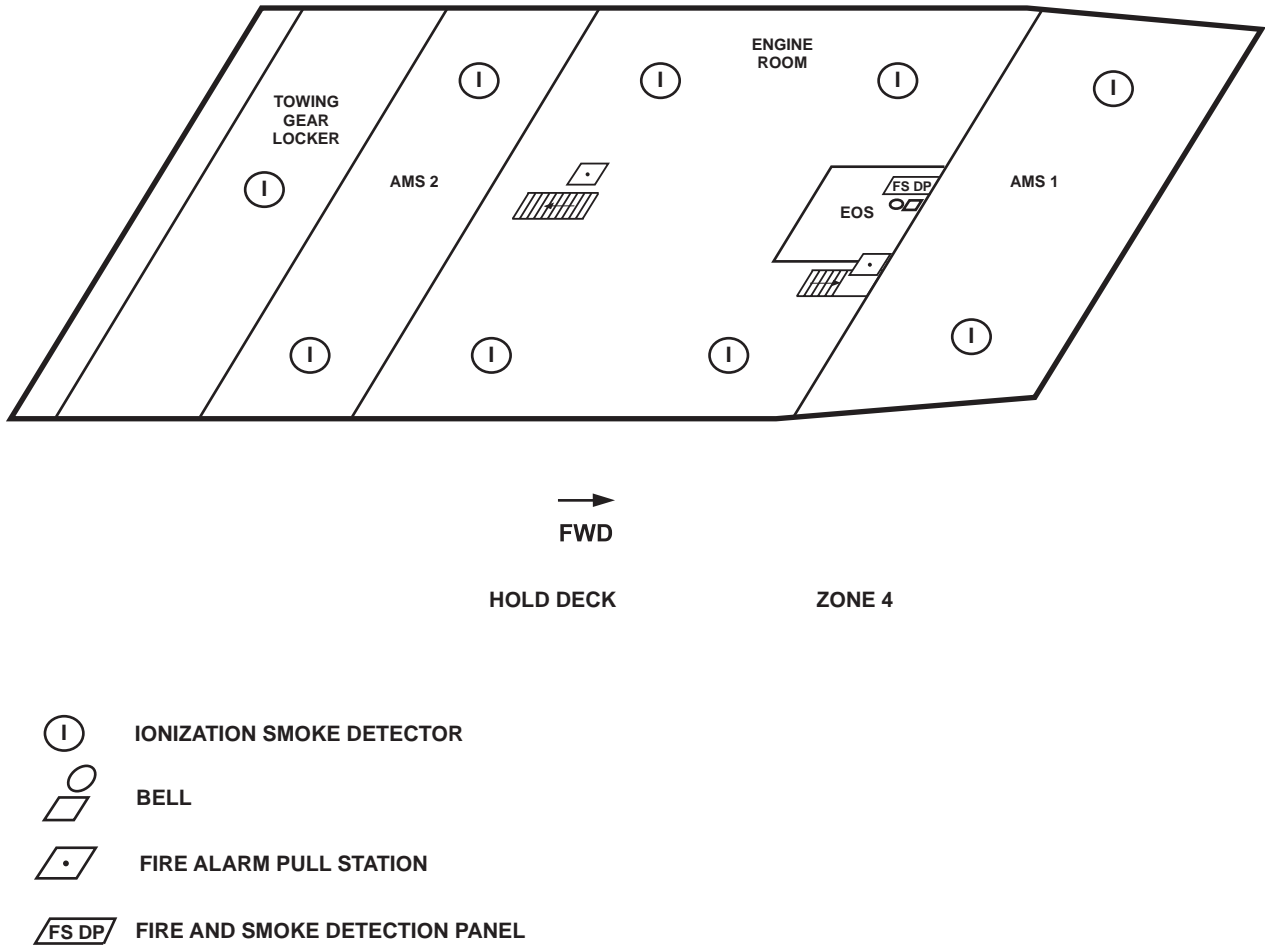 ENGINE
ROOM
I
I
I
I
TOWING
GEAR
LOCKER
I
AMS 2
FS DP
AMS 1
EOS
I
I
I
I
FWD
HOLD DECK
ZONE 4
I
IONIZATION SMOKE DETECTOR
BELL
FIRE ALARM PULL STATION
FS DP
FIRE AND SMOKE DETECTION PANEL